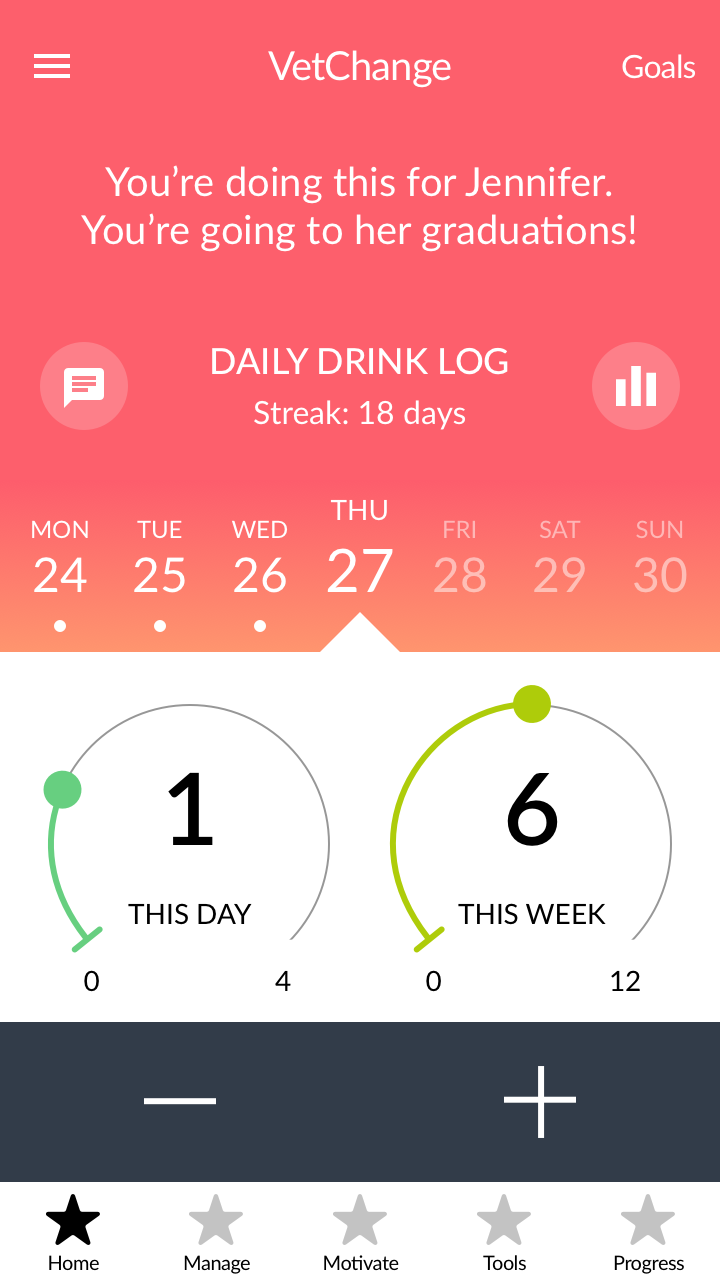 VetChange
Goals
You're doing this for Jennifer.
You're going to her graduations!
DAILY DRINK LOG
Streak: 18 days
MON TUE WED THU FRI SAT SUN
24 25 26 27 28 29 30
1
THIS DAY
0 4
6
THIS WEEK
0 12
Home Manage Motivate Tools Progress